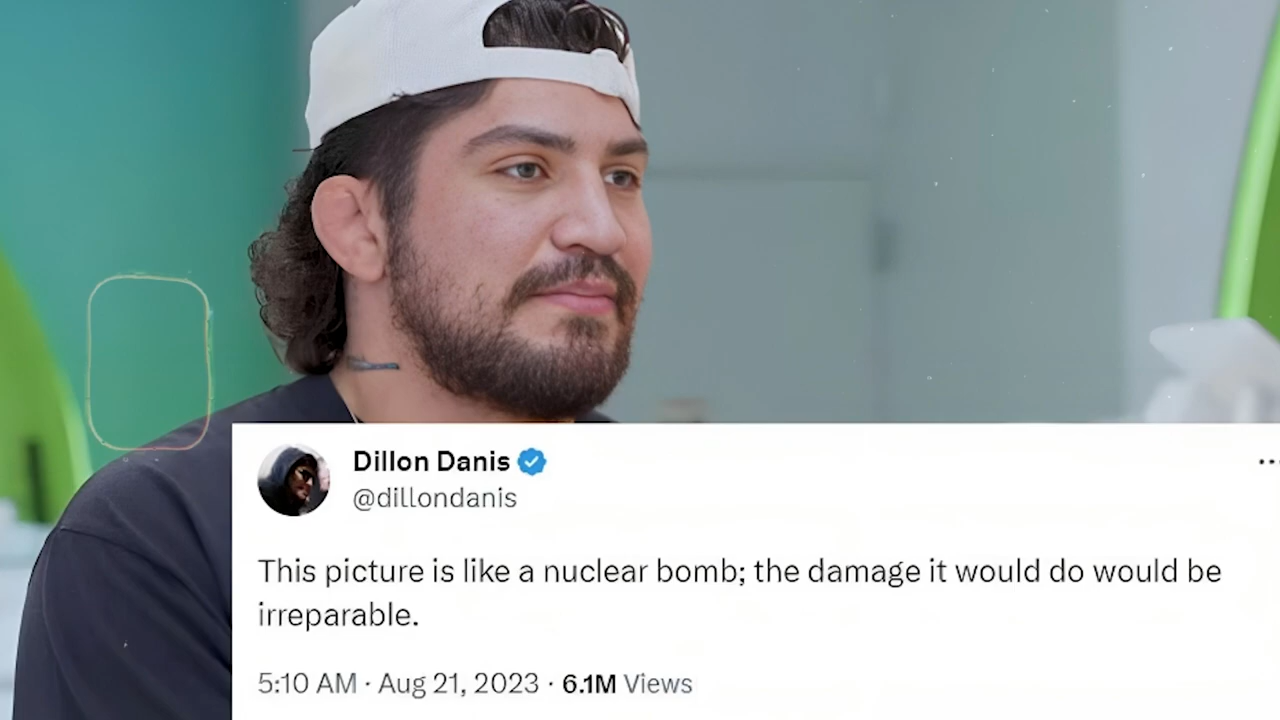 Dillon Danis
@dillondanis
This picture is like a nuclear bomb; the damage it would do would be
irreparable.
5:10 AM · Aug 21, 2023 · 6.1M Views